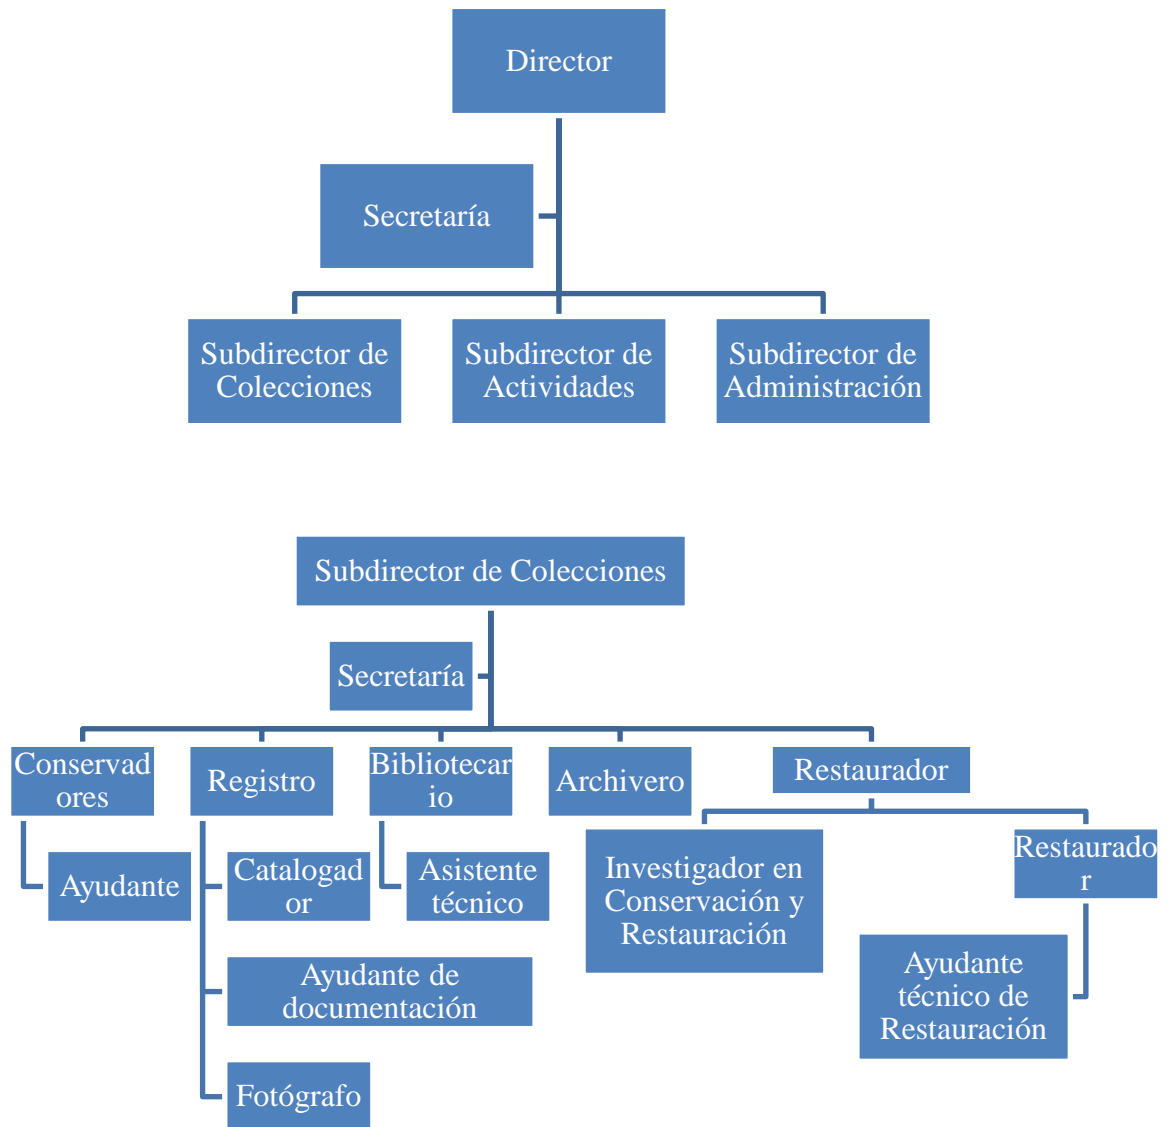 Director
Secretaría
Subdirector de
Colecciones
Subdirector de
Actividades
Subdirector de
Administración
Subdirector de Colecciones
Secretaría
Conservad
ores
Registro
Bibliotecar
io
Archivero
Restaurador
Ayudante
Catalogad
or
Asistente
técnico
Investigador en
Conservación y
Restauración
Restaurado
r
Ayudante de
documentación
Ayudante
técnico de
Restauración
Fotógrafo